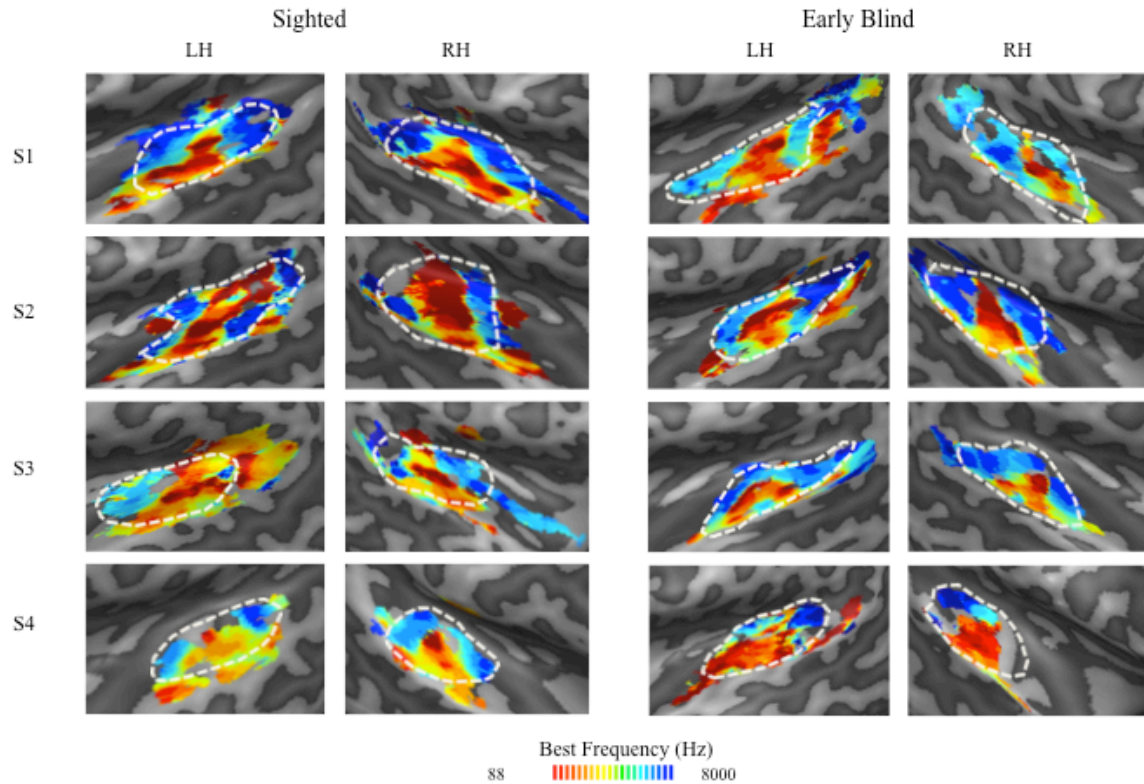 Sighted Early Blind
LH RH LH RH
S1
S2
S3
S4
Best Frequency (Hz)
88 8000